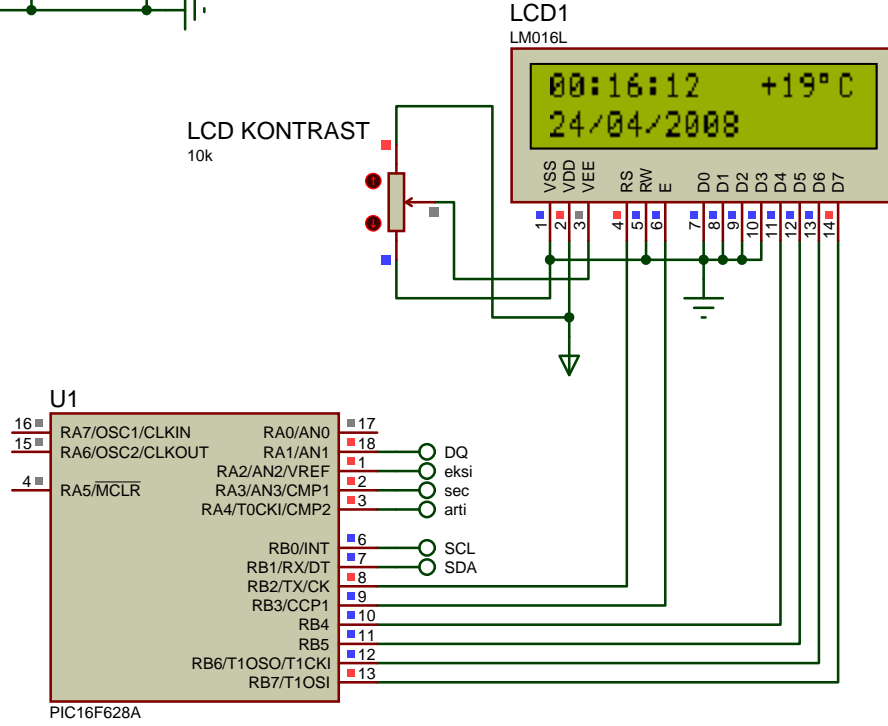 LCD1
LM016L
00:16:12 +19°C
24/04/2008
LCD KONTRAST
10k
VSS VDD VEE RS RW E D0 D1 D2 D3 D4 D5 D6 D7
1 2 3 4 5 6 7 8 9 10 11 12 13 14
U1
16 RA7/OSC1/CLKIN RA0/AN0 17
15 RA6/OSC2/CLKOUT RA1/AN1 18 DQ
RA2/AN2/VREF 1 eksi
4 RA5/MCLR RA3/AN3/CMP1 2 sec
RA4/T0CKI/CMP2 3 arti
RB0/INT 6 SCL
RB1/RX/DT 7 SDA
RB2/TX/CK 8
RB3/CCP1 9
RB4 10
RB5 11
RB6/T1OSO/T1CKI 12
RB7/T1OSI 13
PIC16F628A